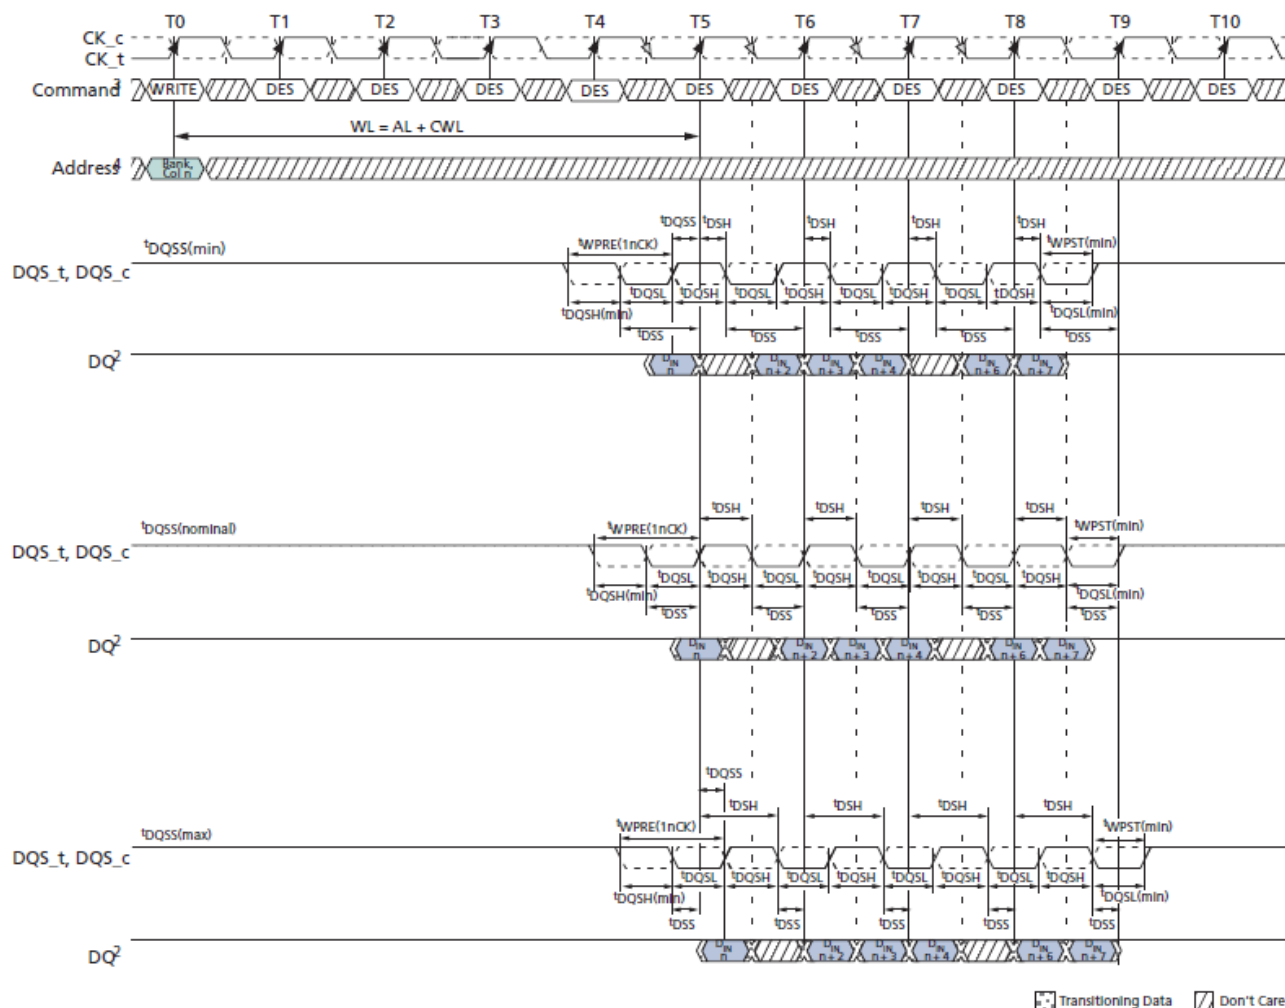 T0 T1 T2 T3 T4 T5 T6 T7 T8 T9 T10
CK_c
CK_t
Command3 WRITE DES DES DES DES DES DES DES DES DES DES
WL = AL + CWL
Address4 Bank, Col n
tDQSS tDSH tDSH tDSH tDSH
tDQSS(min) tWPRE(1nCK) tWPST(min)
DQS_t, DQS_c
tDQSL tDQSH tDQSL tDQSH tDQSL tDQSH tDQSL tDQSH
tDQSH(min) tDQSL(min)
tDSS tDSS tDSS tDSS tDSS
DQ2 DIN n DIN n+2 DIN n+3 DIN n+4 DIN n+6 DIN n+7
tDSH tDSH tDSH tDSH
tDQSS(nominal) tWPRE(1nCK) tWPST(min)
DQS_t, DQS_c
tDQSL tDQSH tDQSL tDQSH tDQSL tDQSH tDQSL tDQSH
tDQSH(min) tDQSL(min)
tDSS tDSS tDSS tDSS tDSS
DQ2 DIN n DIN n+2 DIN n+3 DIN n+4 DIN n+6 DIN n+7
tDQSS
tDSH tDSH tDSH tDSH
tDQSS(max) tWPRE(1nCK) tWPST(min)
DQS_t, DQS_c
tDQSL tDQSH tDQSL tDQSH tDQSL tDQSH tDQSL tDQSH
tDQSH(min) tDQSL(min)
tDSS tDSS tDSS tDSS tDSS
DQ2 DIN n DIN n+2 DIN n+3 DIN n+4 DIN n+6 DIN n+7
Transitioning Data Don't Care